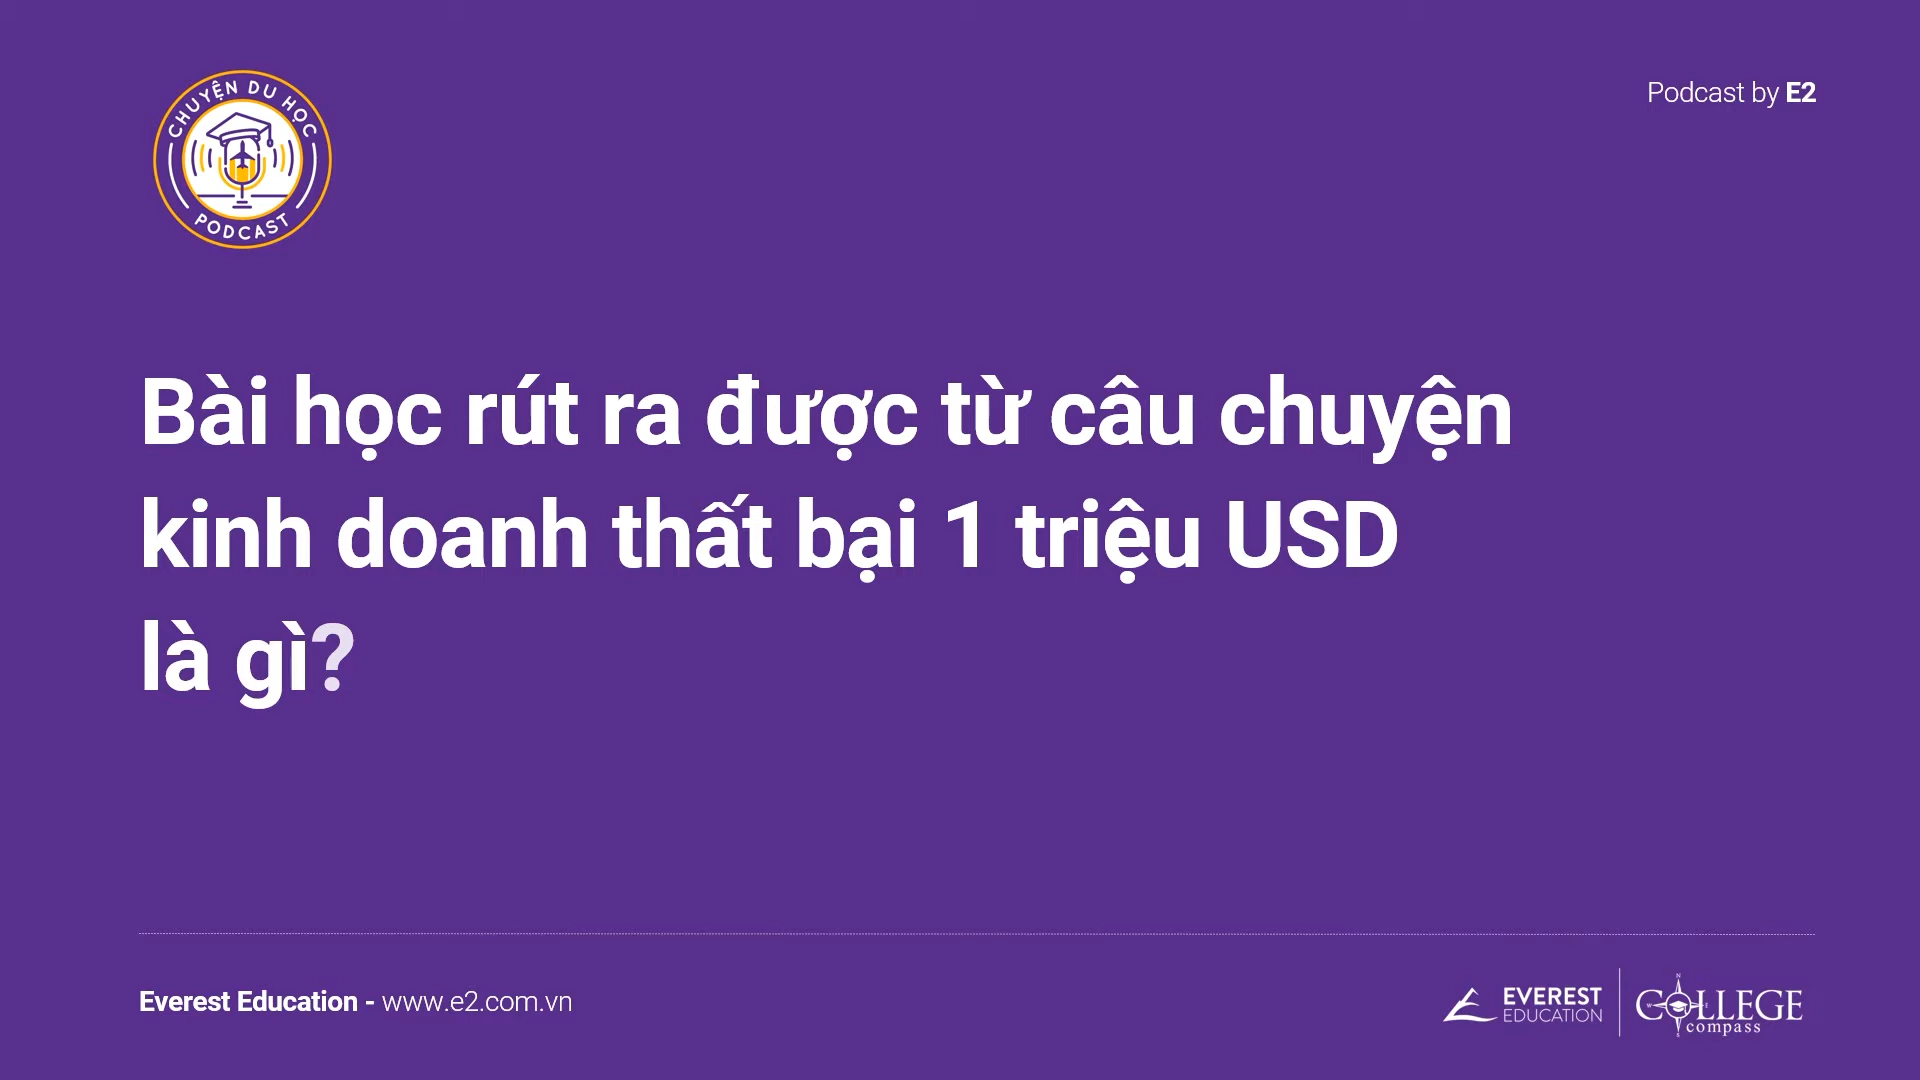 CHUYỆN DU HỌC
PODCAST
Podcast by E2
Bài học rút ra được từ câu chuyện
kinh doanh thất bại 1 triệu USD
là gì?
Everest Education - www.e2.com.vn
EVEREST
EDUCATION
COLLEGE
compass